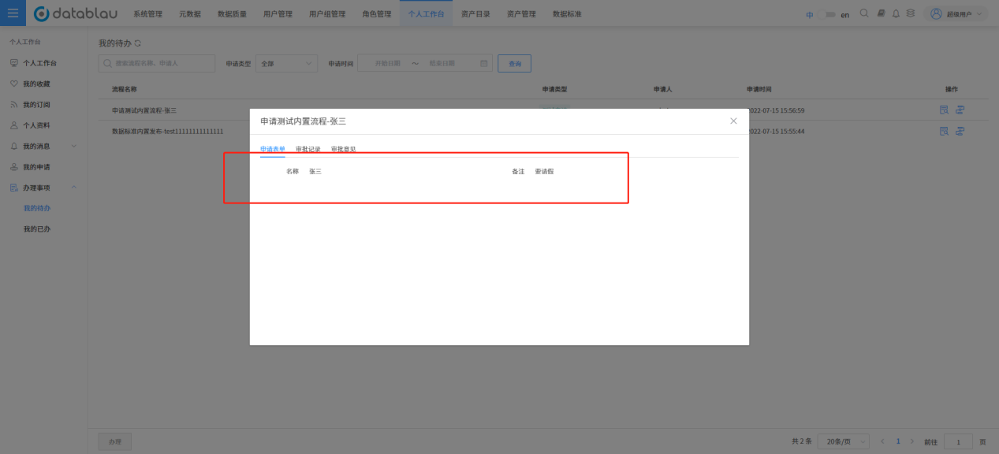 datablau 系统管理 元数据 数据质量 用户管理 用户组管理 角色管理 个人工作台 资产目录 资产管理 数据标准 中 en 超级用户
个人工作台
个人工作台
我的收藏
我的订阅
个人资料
我的消息
我的申请
办理事项
我的待办
我的已办
我的待办
搜索流程名称、申请人 申请类型 全部 申请时间 开始日期 ~ 结束日期 查询
流程名称 申请类型 申请人 申请时间 操作
申请测试内置流程-张三 2022-07-15 15:56:59
数据标准内置发布-test11111111111111 022-07-15 15:55:44
申请测试内置流程-张三
申请表单 审批记录 审批意见
名称 张三 备注 要请假
办理 共 2 条 20条/页 1 前往 1 页